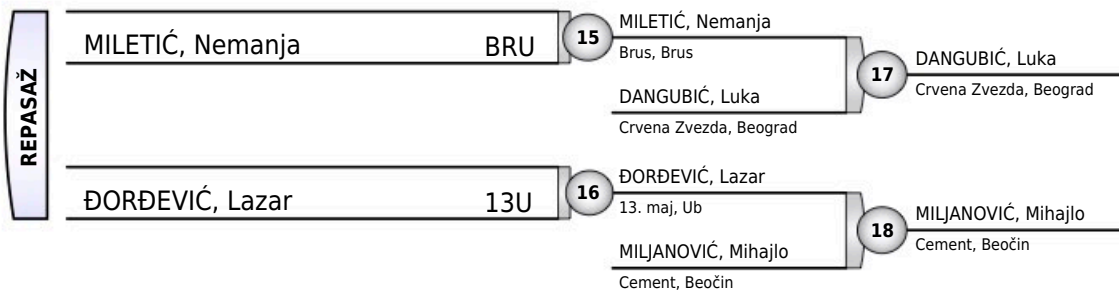 REPASAŽ
MILETIĆ, Nemanja BRU
15
MILETIĆ, Nemanja
Brus, Brus
DANGUBIĆ, Luka
Crvena Zvezda, Beograd
17
DANGUBIĆ, Luka
Crvena Zvezda, Beograd
ĐORĐEVIĆ, Lazar 13U
16
ĐORĐEVIĆ, Lazar
13. maj, Ub
MILJANOVIĆ, Mihajlo
Cement, Beočin
18
MILJANOVIĆ, Mihajlo
Cement, Beočin